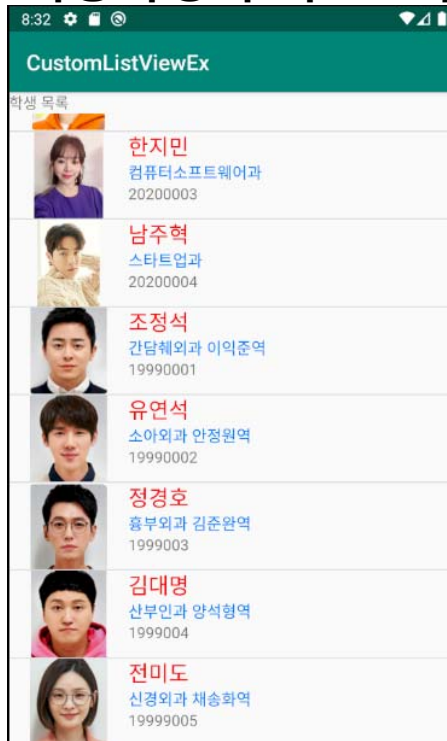 8:32
CustomListViewEx
학생 목록
한지민
컴퓨터소프트웨어과
20200003
남주혁
스타트업과
20200004
조정석
간담췌외과 이익준역
19990001
유연석
소아외과 안정원역
19990002
정경호
흉부외과 김준완역
1999003
김대명
산부인과 양석형역
1999004
전미도
신경외과 채송화역
19999005